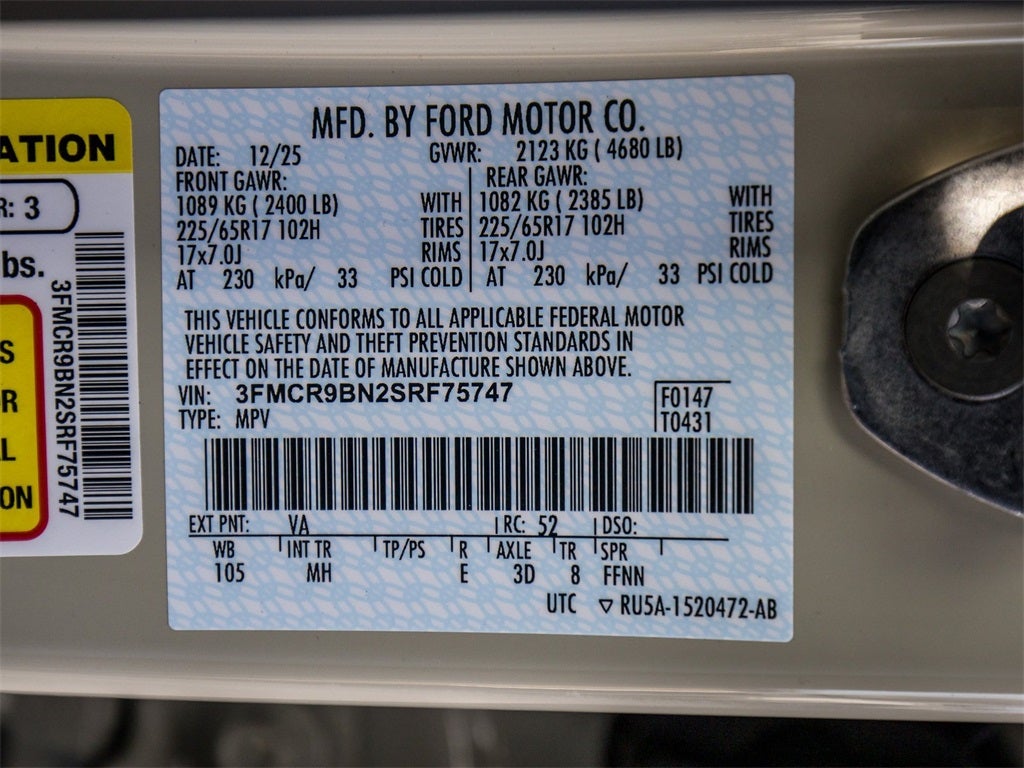 MFD. BY FORD MOTOR CO.
DATE: 12/25 GVWR: 2123 KG ( 4680 LB)
FRONT GAWR: REAR GAWR:
1089 KG ( 2400 LB) WITH 1082 KG ( 2385 LB) WITH
225/65R17 102H TIRES 225/65R17 102H TIRES
17x7.0J RIMS 17x7.0J RIMS
AT 230 kPa/ 33 PSI COLD AT 230 kPa/ 33 PSI COLD
THIS VEHICLE CONFORMS TO ALL APPLICABLE FEDERAL MOTOR
VEHICLE SAFETY AND THEFT PREVENTION STANDARDS IN
EFFECT ON THE DATE OF MANUFACTURE SHOWN ABOVE.
VIN: 3FMCR9BN2SRF75747 F0147
TYPE: MPV T0431
EXT PNT: VA RC: 52 DSO:
WB INT TR TP/PS R AXLE TR SPR
105 MH E 3D 8 FFNN
UTC ▽ RU5A-1520472-AB
ATION
R: 3
bs.
3FMCR9BN2SRF75747
S
OR
L
ON